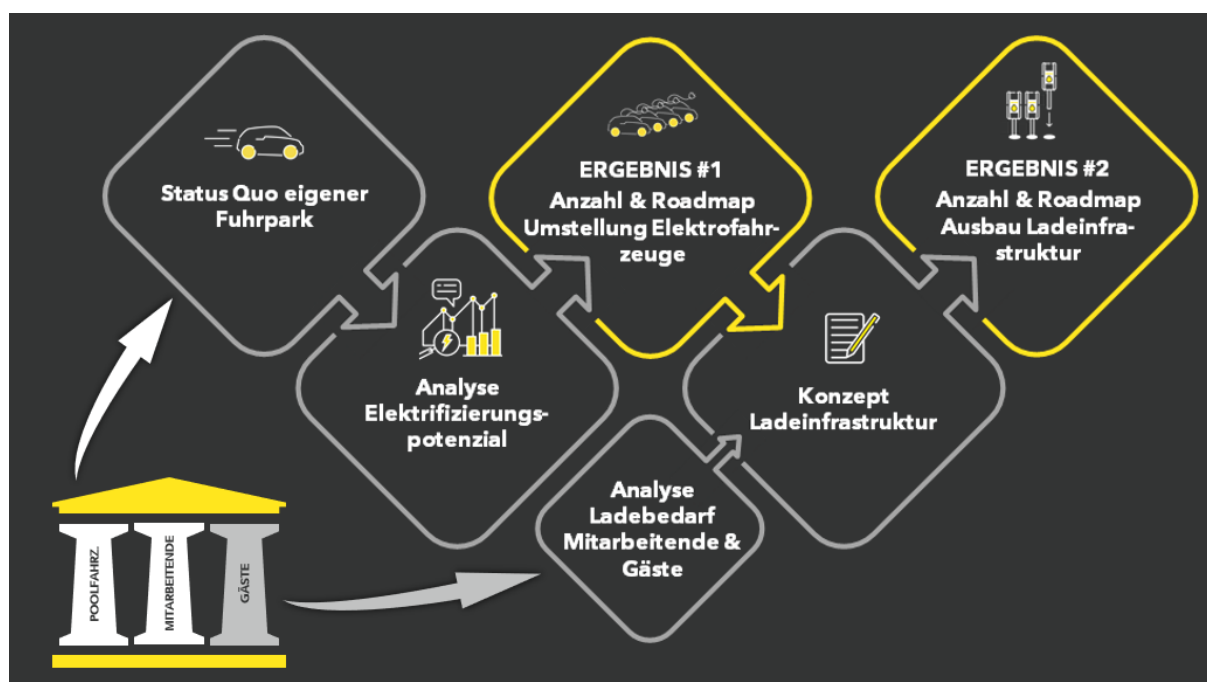 Status Quo eigener
Fuhrpark
Analyse
Elektrifizierungs-
potenzial
ERGEBNIS #1
Anzahl & Roadmap
Umstellung Elektrofahr-
zeuge
Analyse
Ladebedarf
Mitarbeitende &
Gäste
Konzept
Ladeinfrastruktur
ERGEBNIS #2
Anzahl & Roadmap
Ausbau Ladeinfra-
struktur
POOLFAHRZ.
MITARBEITENDE
GÄSTE